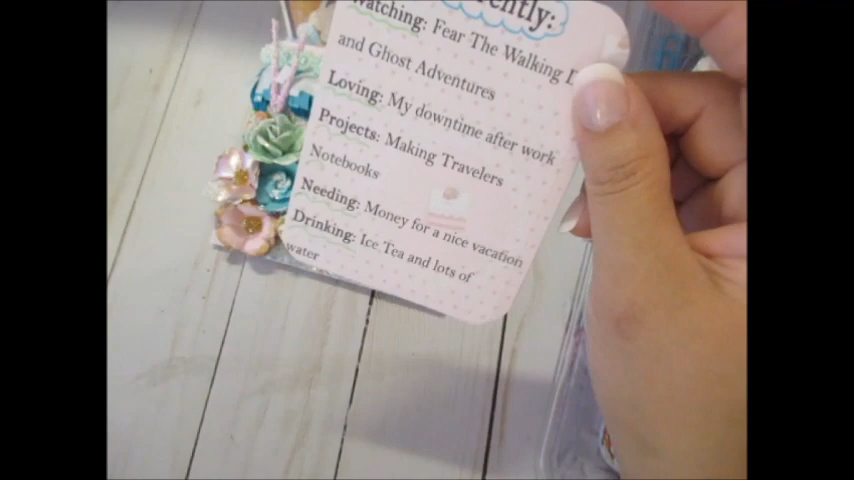 rently:
Watching: Fear The Walking D
and Ghost Adventures
Loving: My downtime after work
Projects: Making Travelers
Notebooks
Needing: Money for a nice vacation
Drinking: Ice Tea and lots of
water